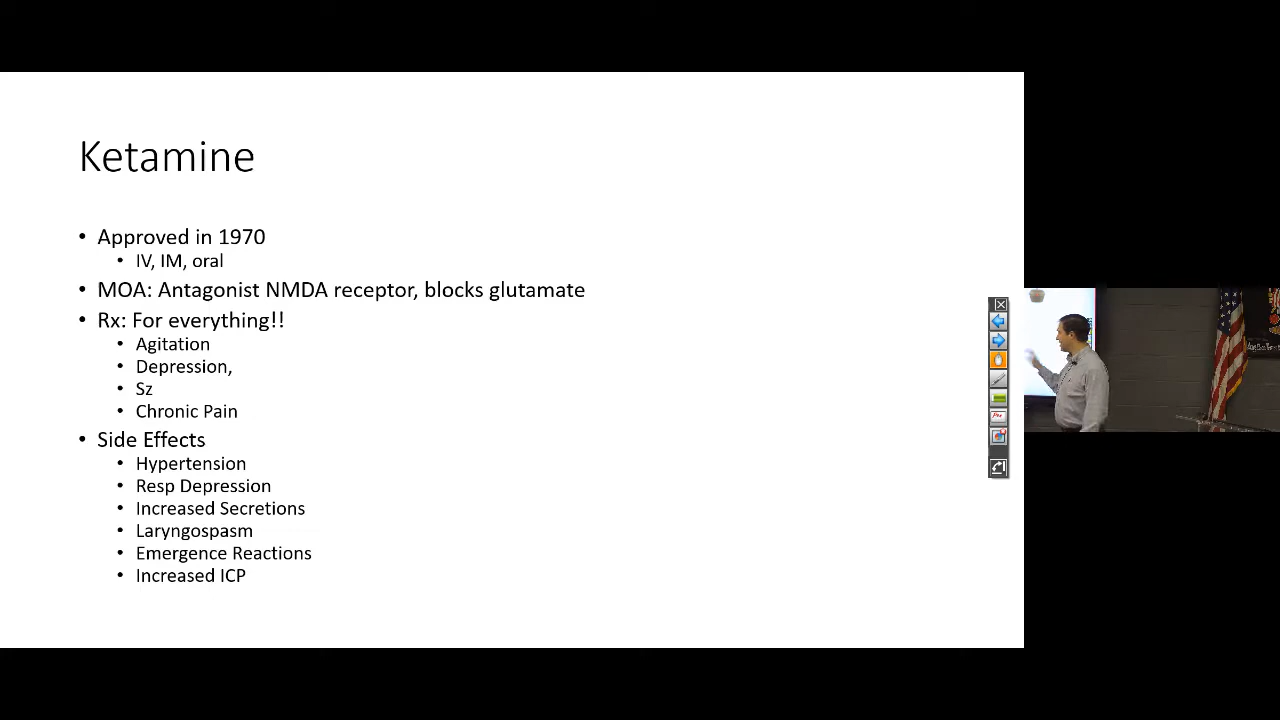 Ketamine
• Approved in 1970
• IV, IM, oral
• MOA: Antagonist NMDA receptor, blocks glutamate
• Rx: For everything!!
• Agitation
• Depression,
• Sz
• Chronic Pain
• Side Effects
• Hypertension
• Resp Depression
• Increased Secretions
• Laryngospasm
• Emergence Reactions
• Increased ICP